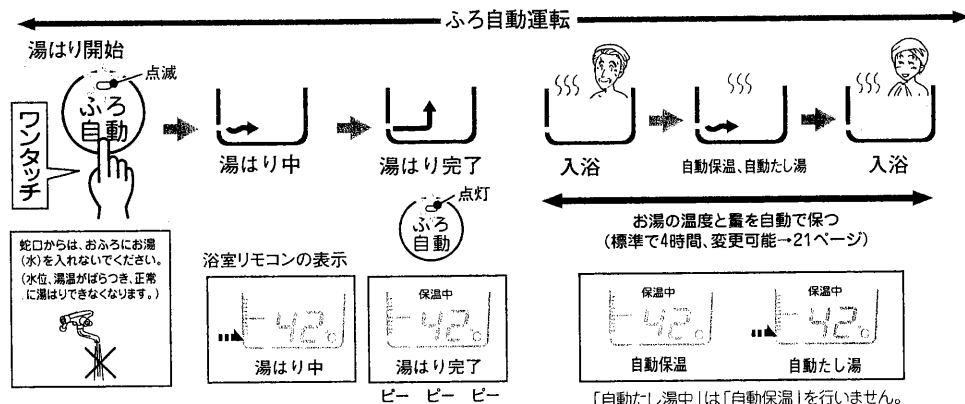 ふろ自動運転
湯はり開始
点滅
ふろ
自動
ワンタッチ
湯はり中
湯はり完了
入浴
自動保温、自動たし湯
入浴
点灯
ふろ
自動
お湯の温度と量を自動で保つ
(標準で4時間、変更可能→21ページ)
蛇口からは、おふろにお湯
(水)を入れないでください。
(水位、湯温がばらつき、正常
に湯はりできなくなります。)
浴室リモコンの表示
42℃
湯はり中
保温中
42℃
湯はり完了
ピー ピー ピー
保温中
42℃
自動保温
保温中
42℃
自動たし湯
「自動たし湯中」は「自動保温」を行いません。